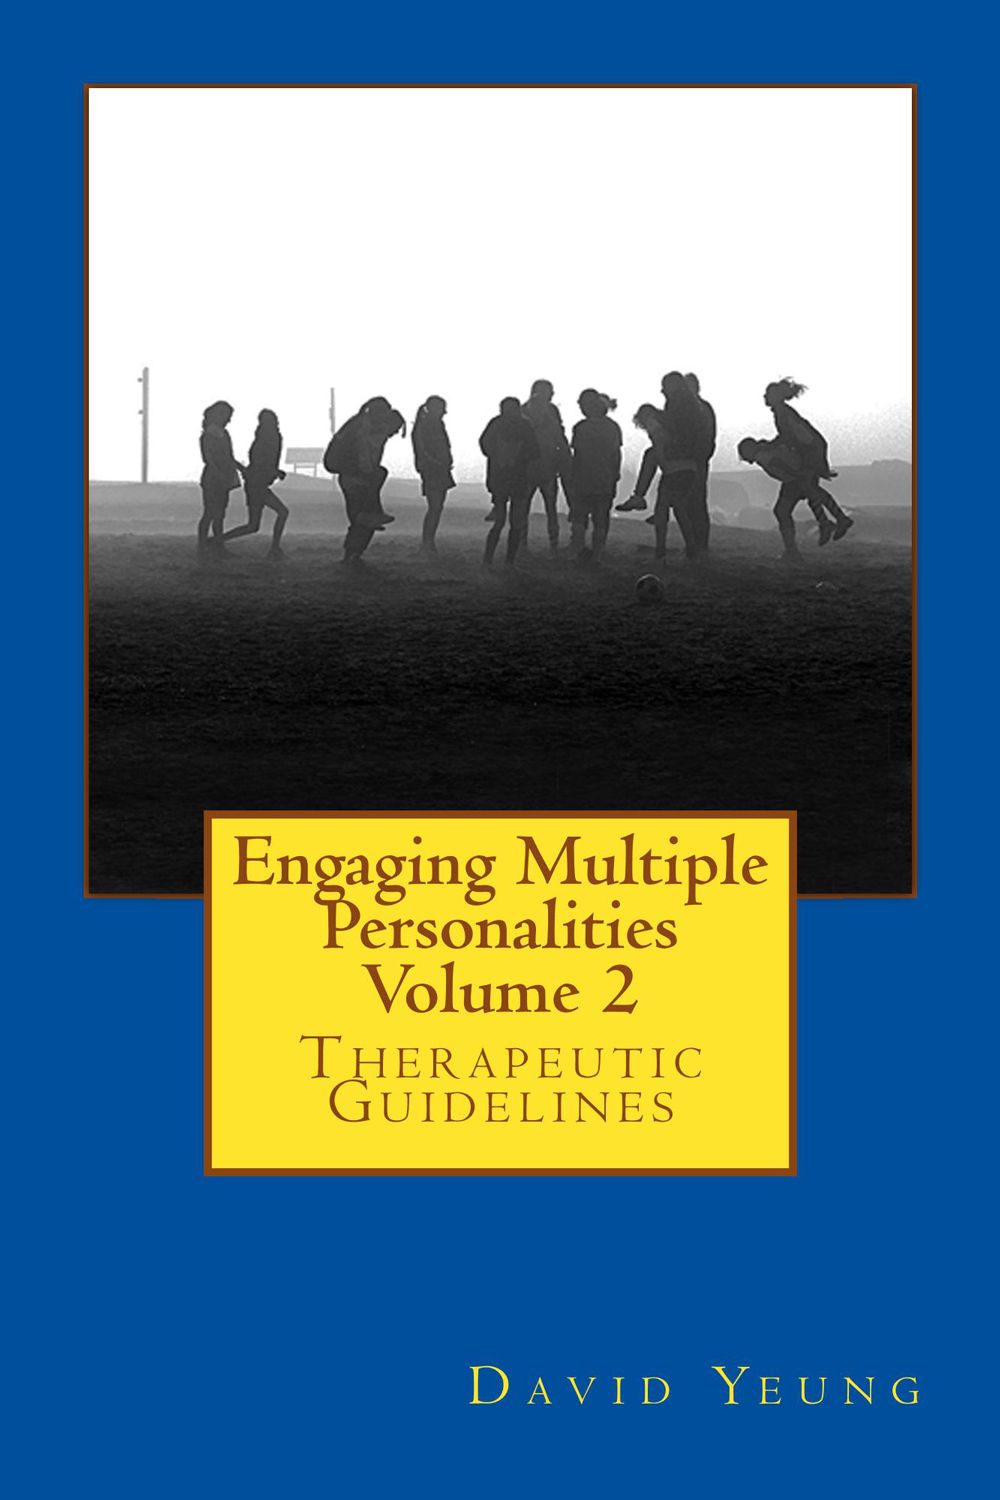 Engaging Multiple
Personalities
Volume 2
Therapeutic
Guidelines
David Yeung